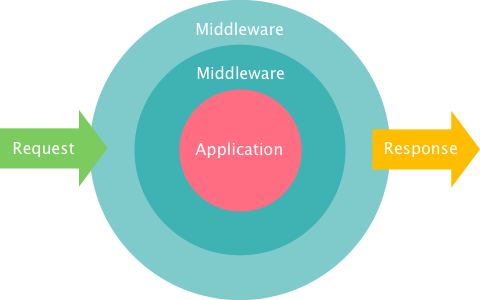 Middleware
Middleware
Request
Application
Response